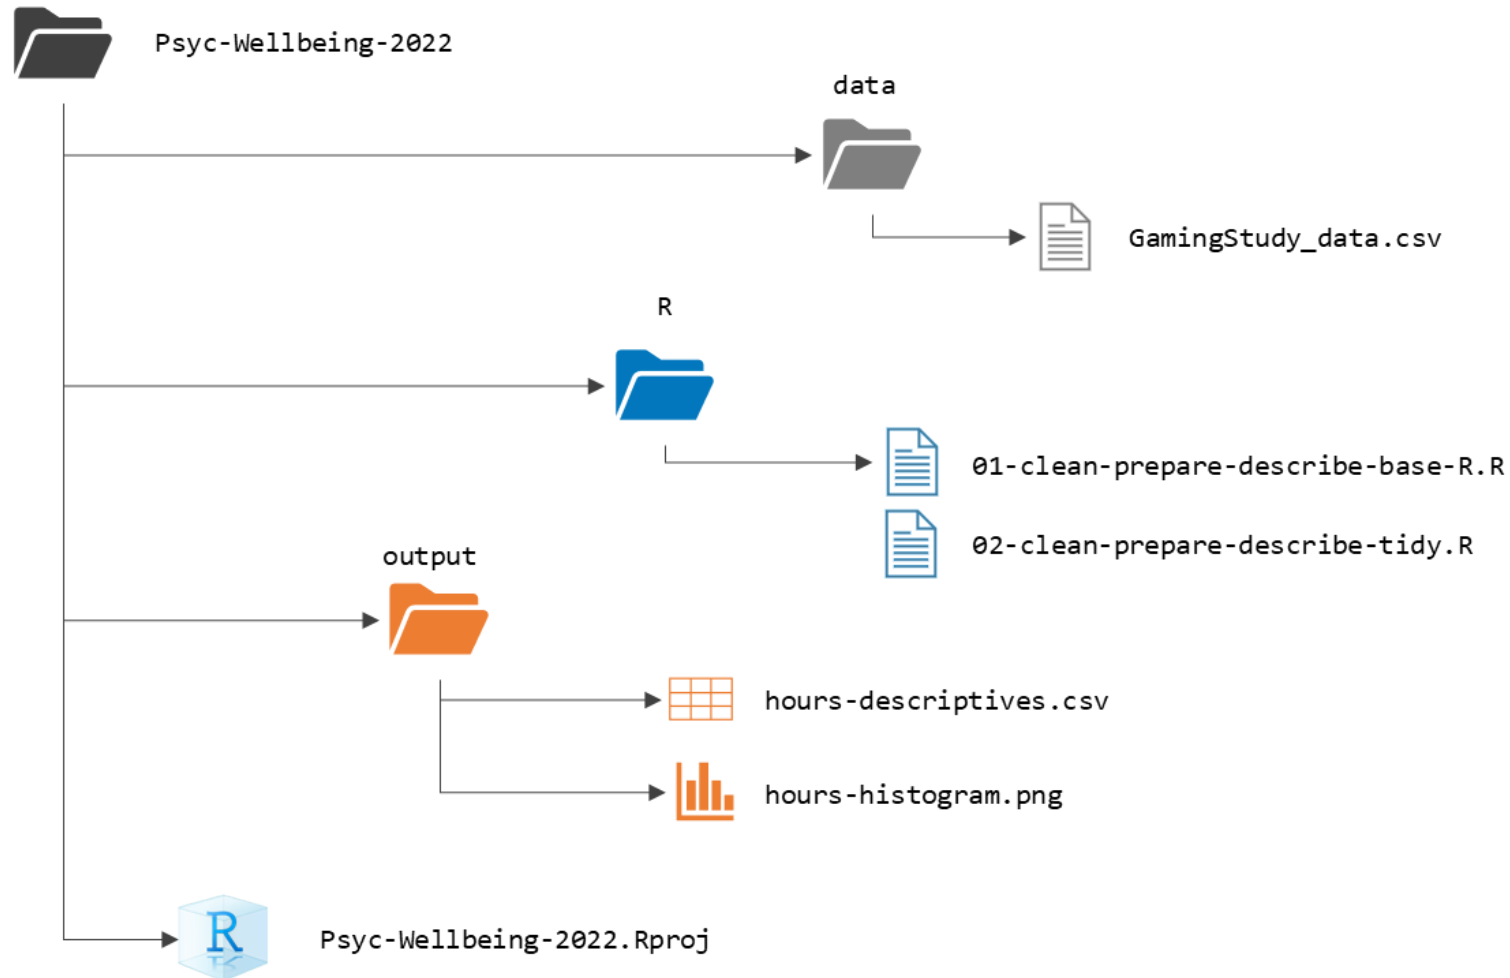 Psyc-Wellbeing-2022
data
GamingStudy_data.csv
R
01-clean-prepare-describe-base-R.R
02-clean-prepare-describe-tidy.R
output
hours-descriptives.csv
hours-histogram.png
R
Psyc-Wellbeing-2022.Rproj